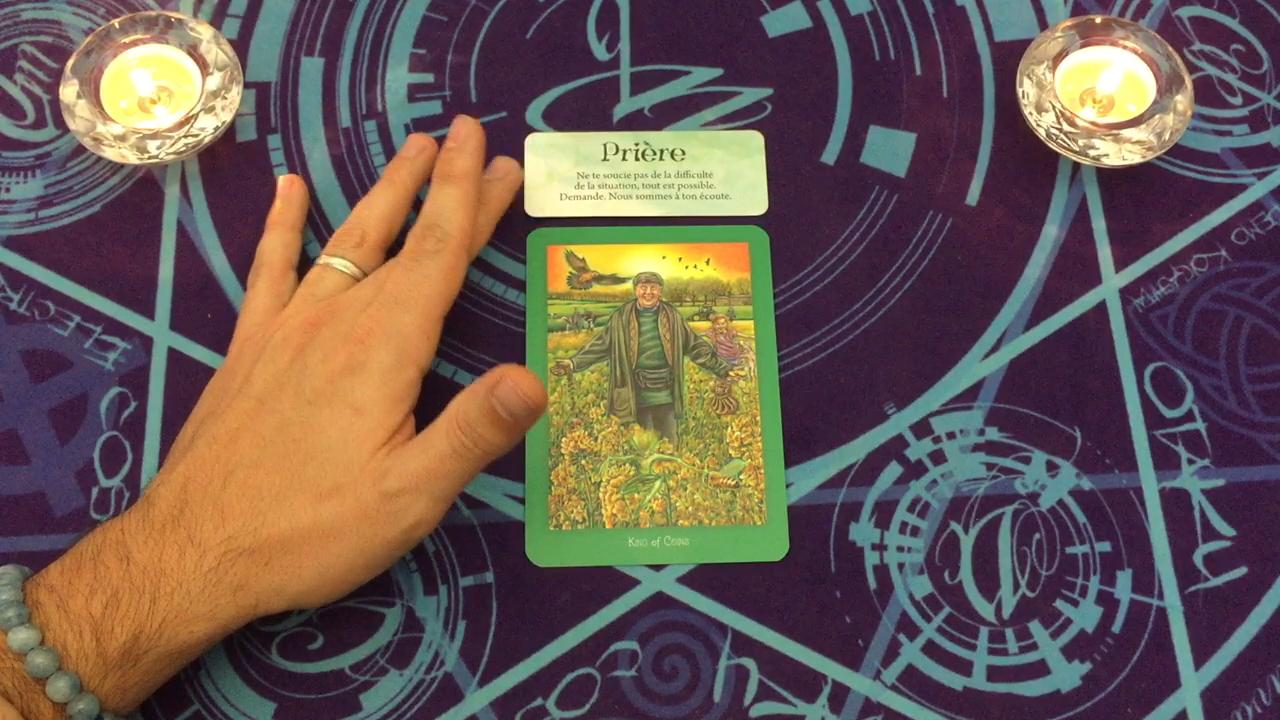 Prière
Ne te soucie pas de la difficulté
de la situation, tout est possible.
Demande. Nous sommes à ton écoute.
King of Coins
OTAKU